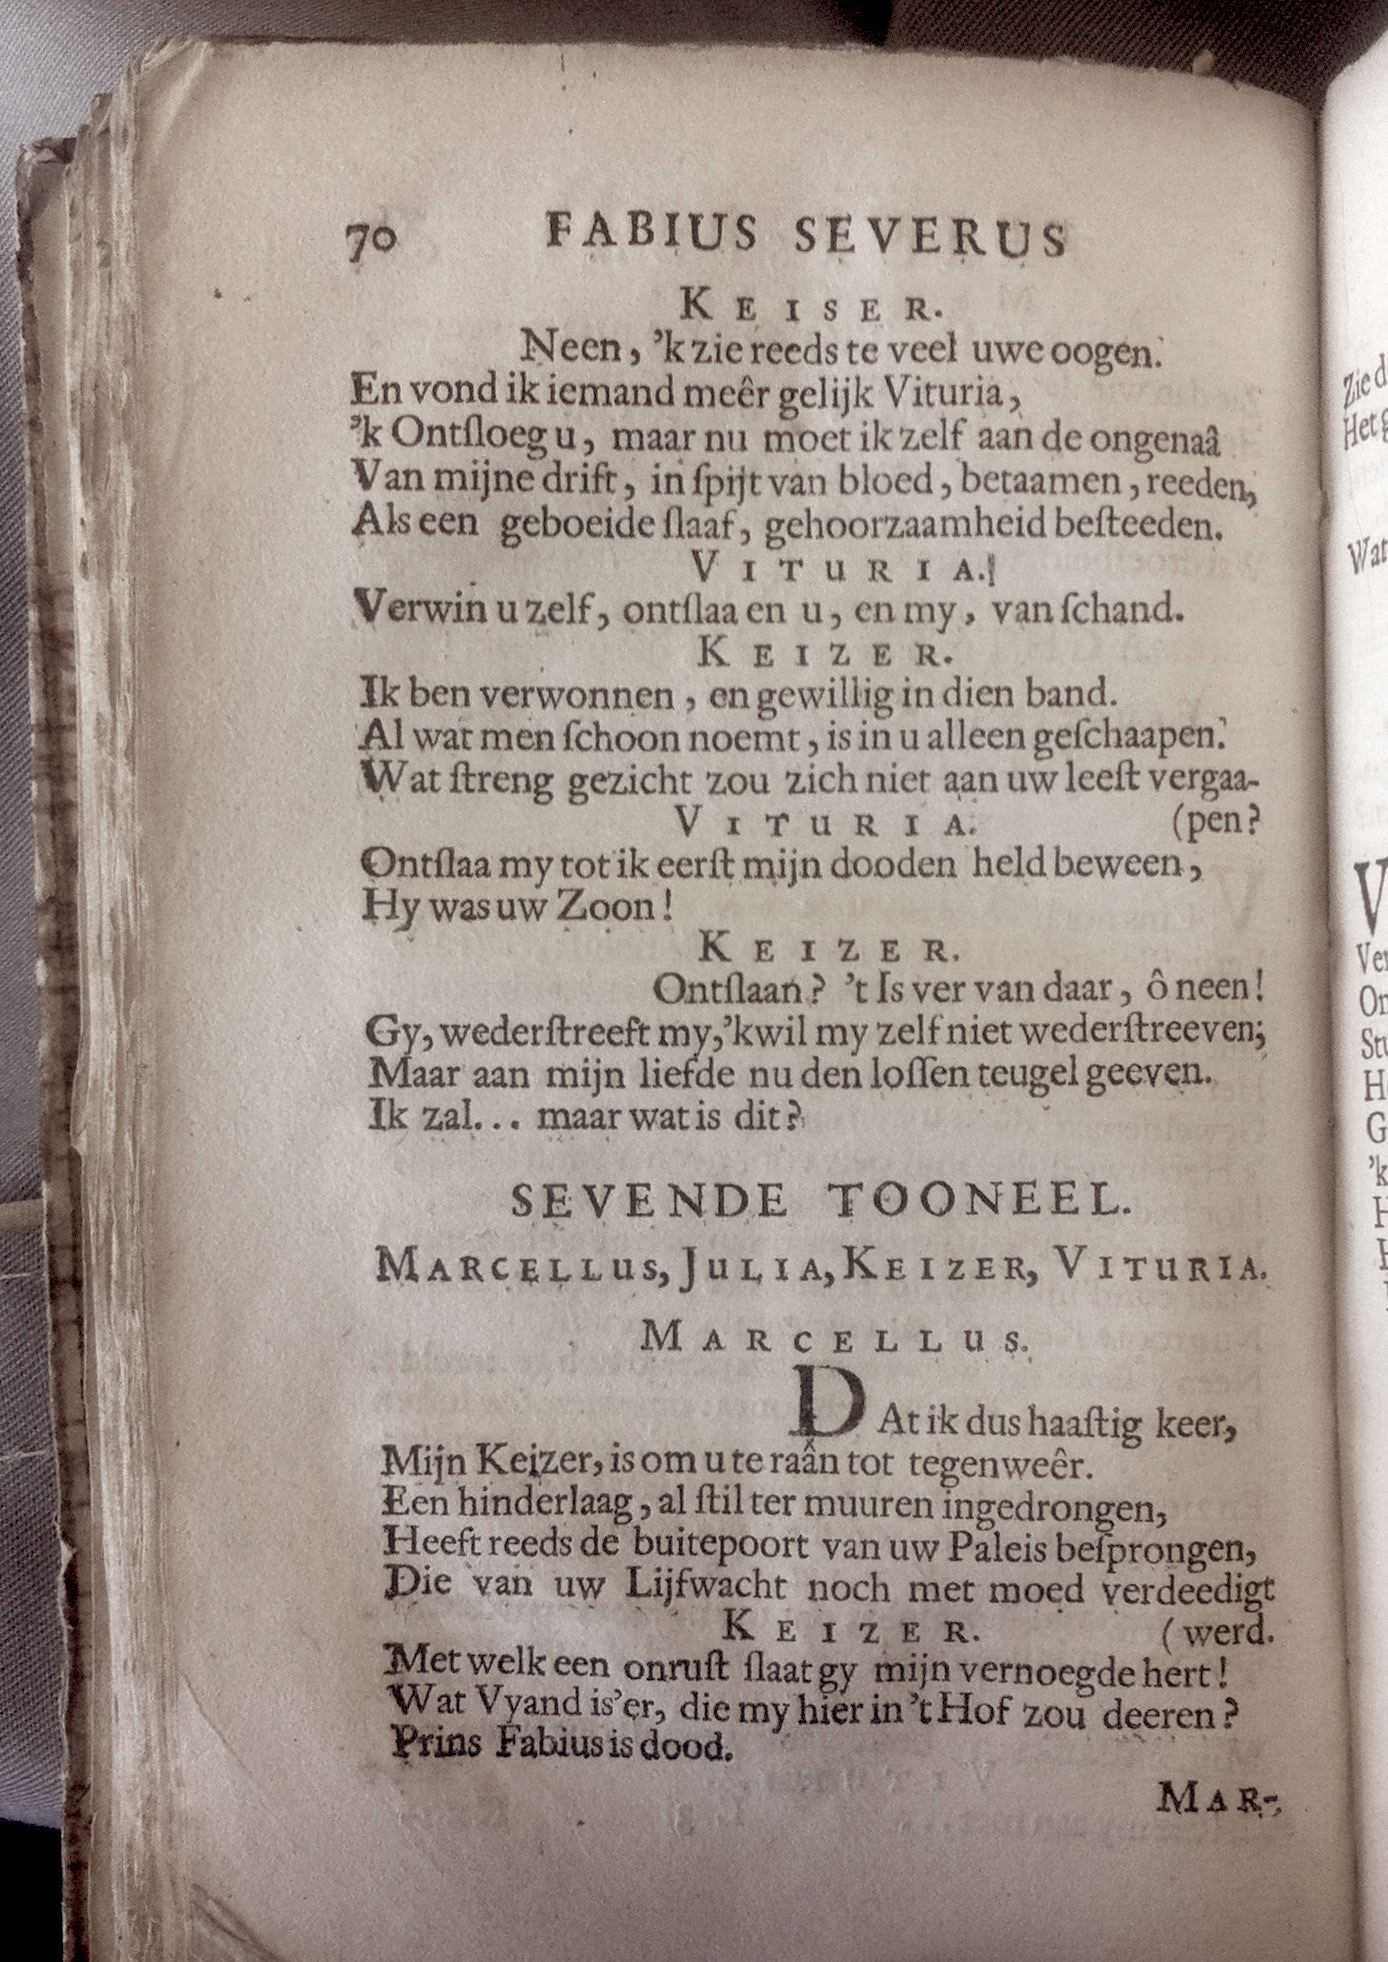 70 FABIUS SEVERUS
KEISER.
Neen, 'k zie reeds te veel uwe oogen.
En vond ik iemand meêr gelijk Vituria,
'k Ontſloeg u, maar nu moet ik zelf aan de ongenaâ
Van mijne drift, in ſpijt van bloed, betaamen, reeden,
Als een geboeide ſlaaf, gehoorzaamheid beſteeden.
VITURIA.
Verwin u zelf, ontſlaa en u, en my, van ſchand.
KEIZER.
Ik ben verwonnen, en gewillig in dien band.
Al wat men ſchoon noemt, is in u alleen geſchaapen.
Wat ſtreng gezicht zou zich niet aan uw leeſt vergaa-
VITURIA. (pen?
Ontſlaa my tot ik eerſt mijn dooden held beween,
Hy was uw Zoon!
KEIZER.
Ontſlaan? 't Is ver van daar, ô neen!
Gy, wederſtreeft my, 'k wil my zelf niet wederſtreeven;
Maar aan mijn liefde nu den loſſen teugel geeven.
Ik zal... maar wat is dit?
SEVENDE TOONEEL.
MARCELLUS, JULIA, KEIZER, VITURIA.
MARCELLUS.
DAt ik dus haaſtig keer,
Mijn Keizer, is om u te raân tot tegenweêr.
Een hinderlaag, al ſtil ter muuren ingedrongen,
Heeft reeds de buitepoort van uw Paleis beſprongen,
Die van uw Lijfwacht noch met moed verdeedigt
KEIZER. (werd.
Met welk een onruſt ſlaat gy mijn vernoegde hert!
Wat Vyand is'er, die my hier in 't Hof zou deeren?
Prins Fabius is dood.
MAR-
Zie d
Het g
Wat
V
Ver
On
Stu
H
G
'k
H